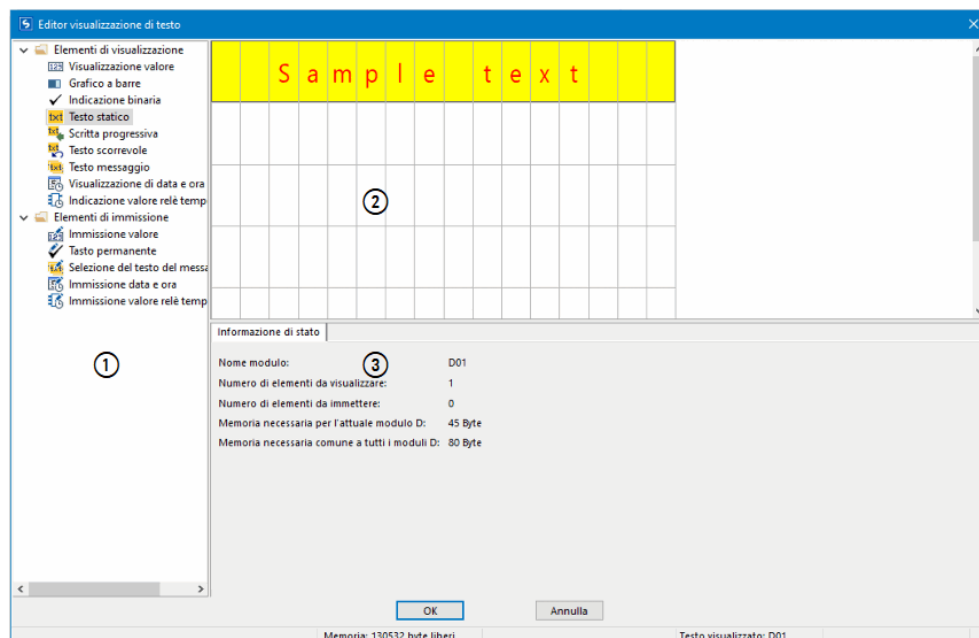 Editor visualizzazione di testo
Elementi di visualizzazione
Visualizzazione valore
Grafico a barre
Indicazione binaria
Testo statico
Scritta progressiva
Testo scorrevole
Testo messaggio
Visualizzazione di data e ora
Indicazione valore relè temp
Elementi di immissione
Immissione valore
Tasto permanente
Selezione del testo del messa
Immissione data e ora
Immissione valore relè temp
1
Sample text
2
Informazione di stato
3
Nome modulo: D01
Numero di elementi da visualizzare: 1
Numero di elementi da immettere: 0
Memoria necessaria per l'attuale modulo D: 45 Byte
Memoria necessaria comune a tutti i moduli D: 80 Byte
OK Annulla
Memoria: 130532 byte liberi Testo visualizzato: D01